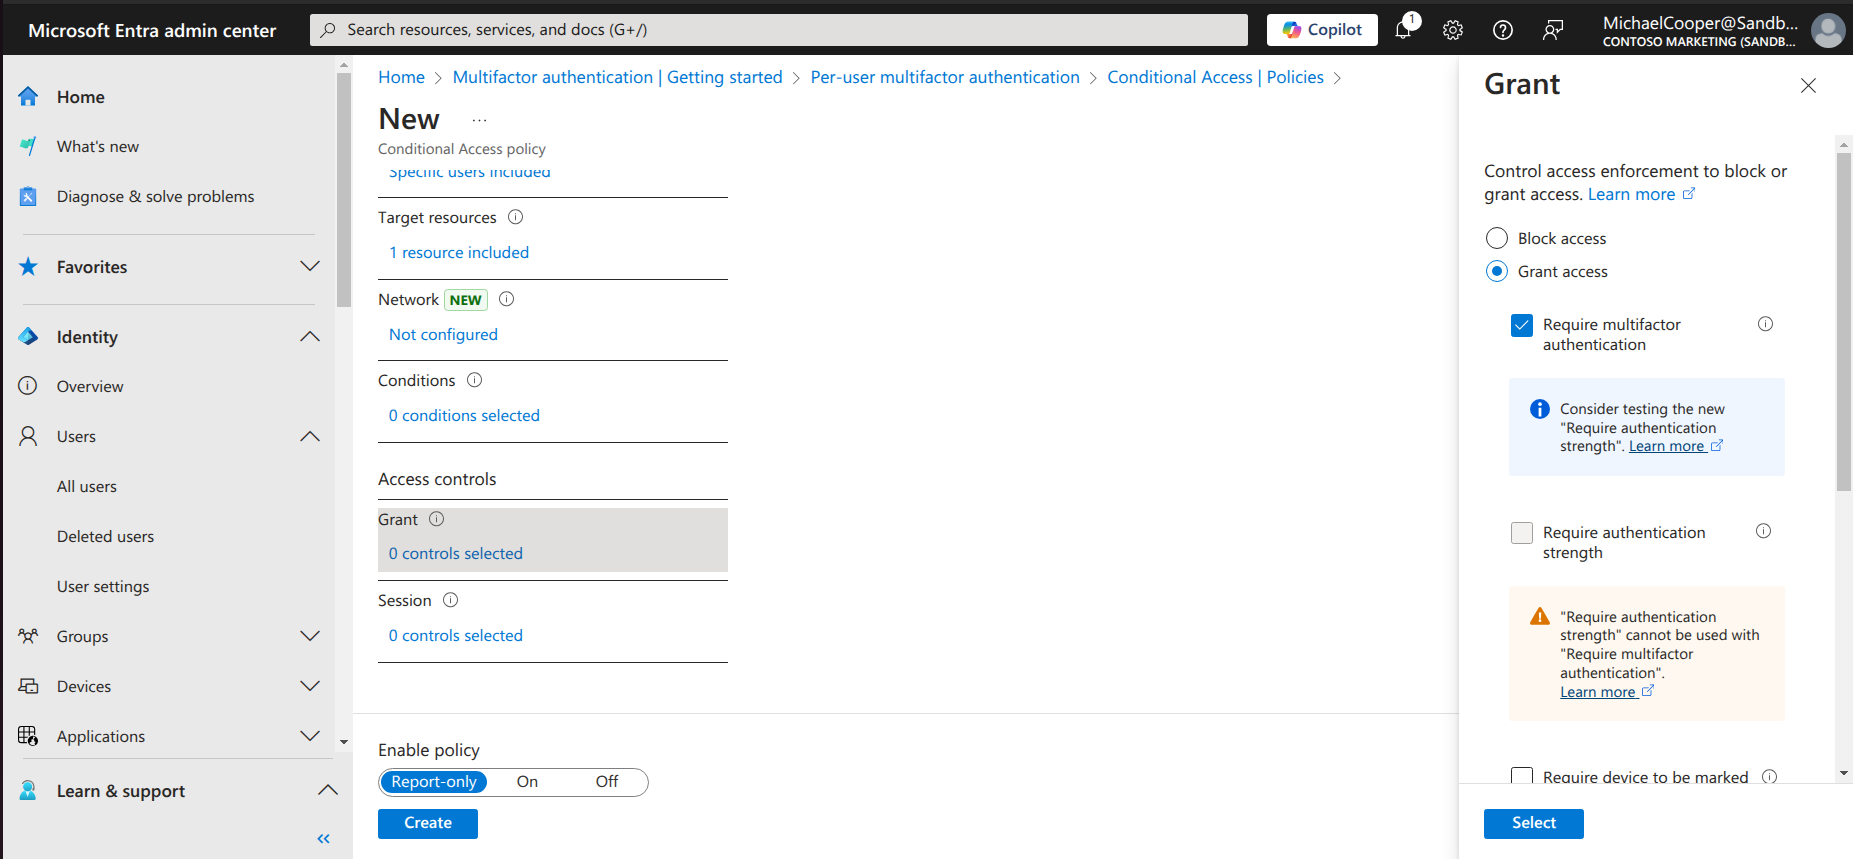 Microsoft Entra admin center
Search resources, services, and docs (G+/)
Copilot
1
MichaelCooper@Sandb...
CONTOSO MARKETING (SANDB...
Home
What's new
Diagnose & solve problems
Favorites
Identity
Overview
Users
All users
Deleted users
User settings
Groups
Devices
Applications
Learn & support
Home > Multifactor authentication | Getting started > Per-user multifactor authentication > Conditional Access | Policies >
New ...
Conditional Access policy
Specific users included
Target resources
1 resource included
Network NEW
Not configured
Conditions
0 conditions selected
Access controls
Grant
0 controls selected
Session
0 controls selected
Enable policy
Report-only On Off
Create
Grant
Control access enforcement to block or
grant access. Learn more
Block access
Grant access
Require multifactor
authentication
Consider testing the new
"Require authentication
strength". Learn more
Require authentication
strength
"Require authentication
strength" cannot be used with
"Require multifactor
authentication".
Learn more
Require device to be marked
Select